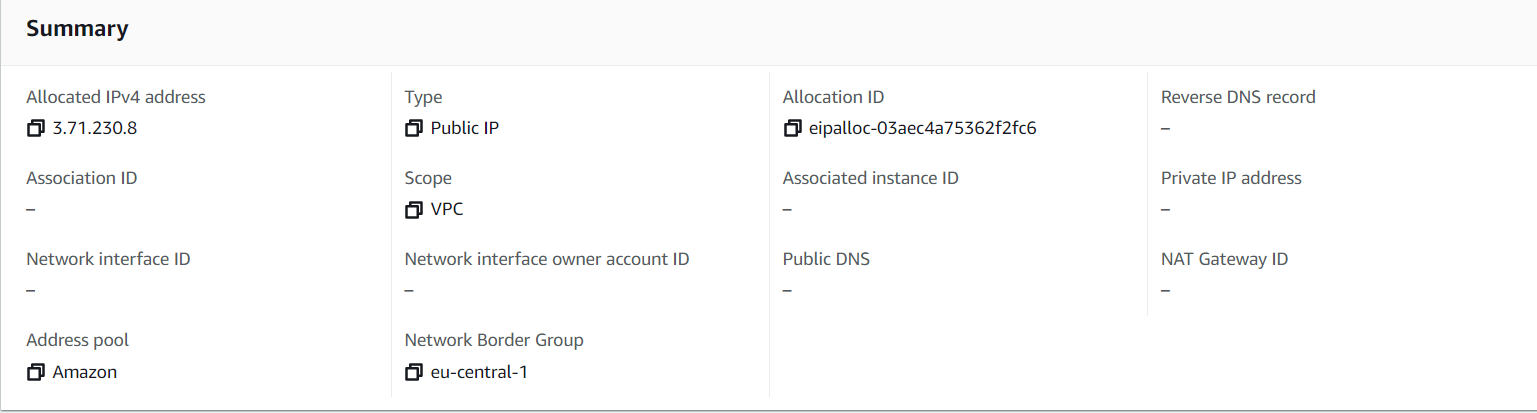 Summary
Allocated IPv4 address
3.71.230.8
Type
Public IP
Allocation ID
eipalloc-03aec4a75362f2fc6
Reverse DNS record
–
Association ID
–
Scope
VPC
Associated instance ID
–
Private IP address
–
Network interface ID
–
Network interface owner account ID
–
Public DNS
–
NAT Gateway ID
–
Address pool
Amazon
Network Border Group
eu-central-1